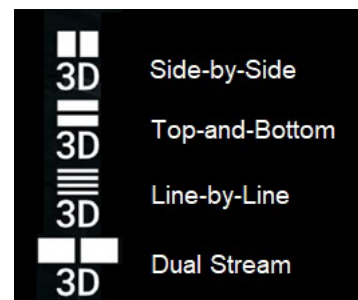 3D Side-by-Side
3D Top-and-Bottom
3D Line-by-Line
3D Dual Stream